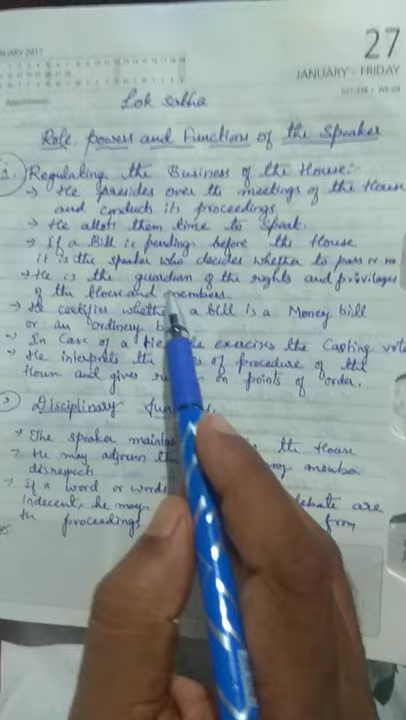 27
JANUARY - FRIDAY
Lok sabha
Role, powers and Functions of the Speaker
1. Regulating the Business of the House:-
→ He presides over the meetings of the House
and conducts its proceedings
→ He allots them time to speak.
→ If a Bill is pending before the House
it is the speaker who decides whether to pass or no
→ He is the guardian of the rights and privileges
of the House and members
→ He certifies whether a bill is a Money bill
or an ordinery
→ In Case of a tie exercises the Casting vote
→ He interprets the of procedure of the
House and gives on points of order.
2 Disciplinary
→ The speaker the House
→ He may adjourn member
disrespect
→ If a word or words debate are
indecent, he may from
the proceedings